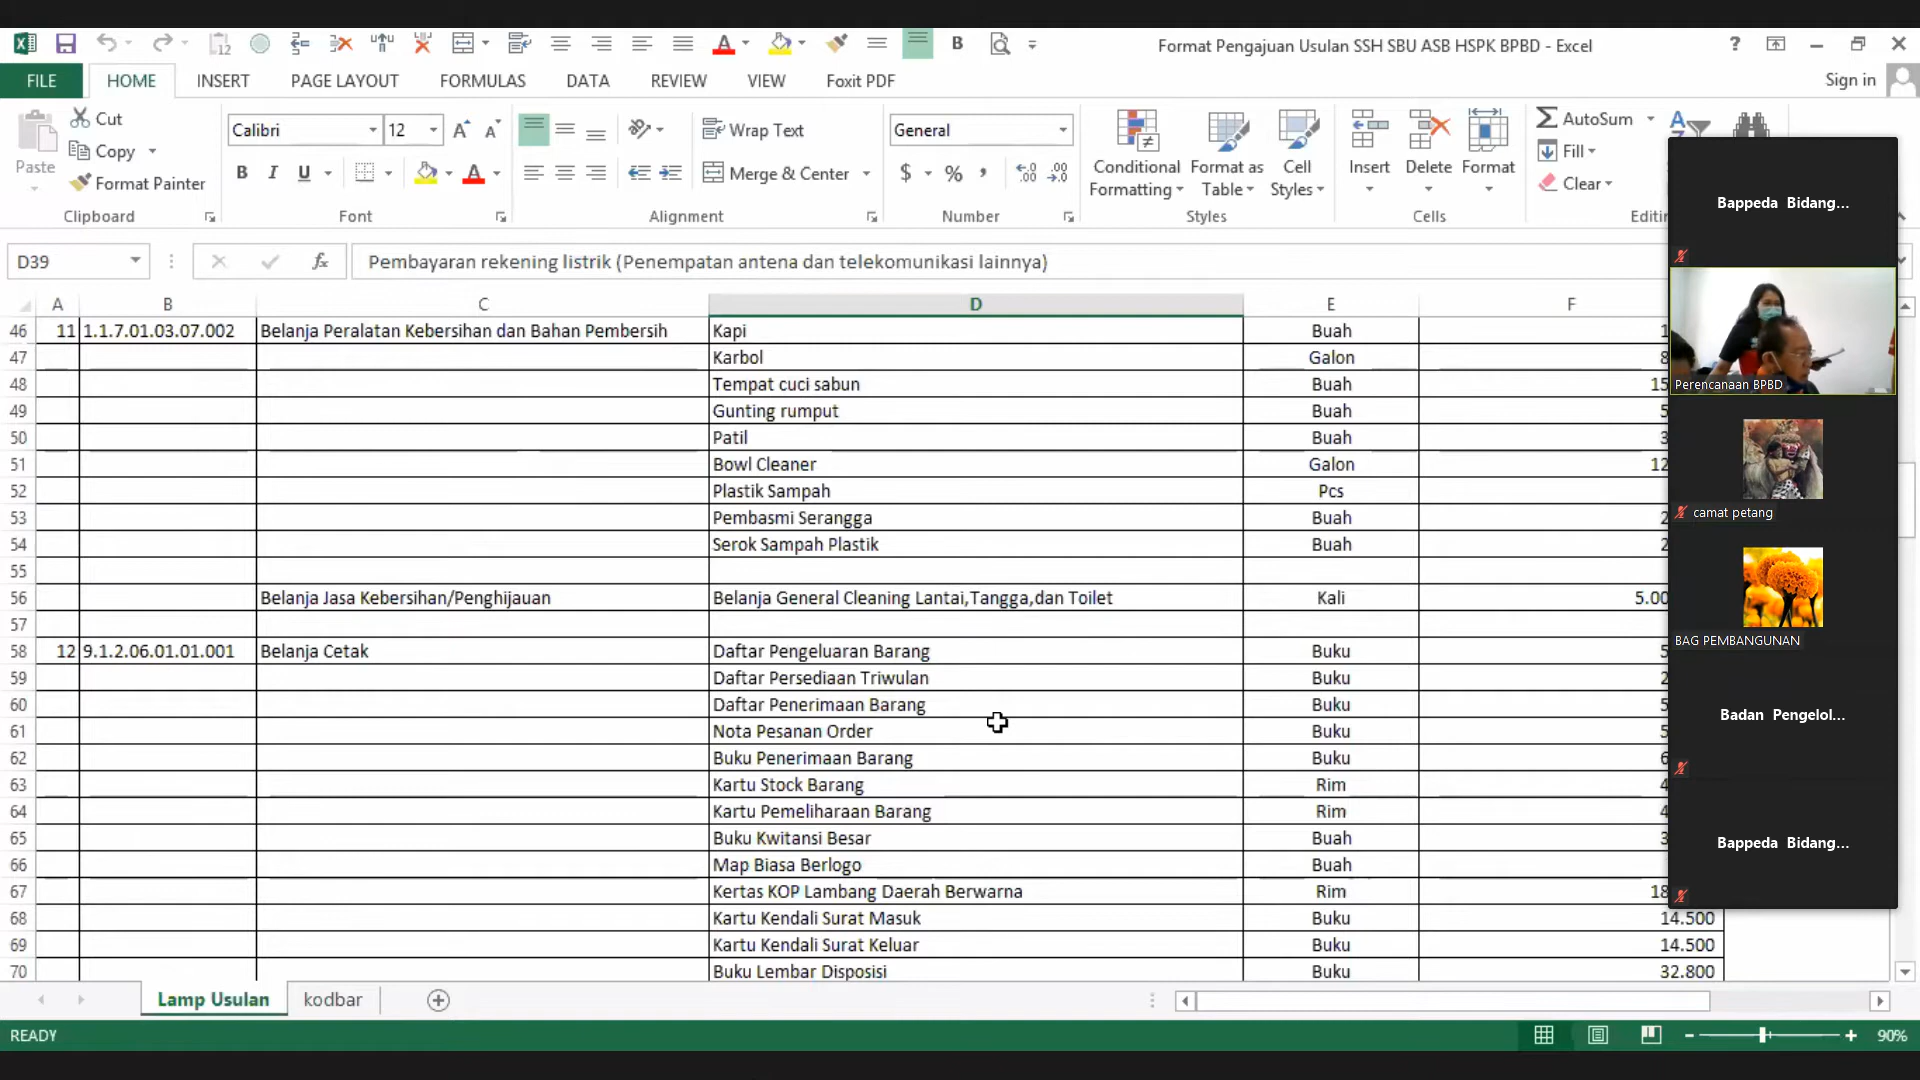 Format Pengajuan Usulan SSH SBU ASB HSPK BPBD - Excel
FILE HOME INSERT PAGE LAYOUT FORMULAS DATA REVIEW VIEW Foxit PDF Sign in
Cut
Copy
Format Painter
Paste
Clipboard
Calibri 12
B I U
Font
Wrap Text
Merge & Center
Alignment
General
$ % ,
Number
Conditional Formatting
Format as Table
Cell Styles
Styles
Insert Delete Format
Cells
AutoSum
Fill
Clear
D39 fx Pembayaran rekening listrik (Penempatan antena dan telekomunikasi lainnya)
A B C D E F
46 11 1.1.7.01.03.07.002 Belanja Peralatan Kebersihan dan Bahan Pembersih Kapi Buah
47 Karbol Galon
48 Tempat cuci sabun Buah
49 Gunting rumput Buah
50 Patil Buah
51 Bowl Cleaner Galon
52 Plastik Sampah Pcs
53 Pembasmi Serangga Buah
54 Serok Sampah Plastik Buah
55
56 Belanja Jasa Kebersihan/Penghijauan Belanja General Cleaning Lantai,Tangga,dan Toilet Kali
57
58 12 9.1.2.06.01.01.001 Belanja Cetak Daftar Pengeluaran Barang Buku
59 Daftar Persediaan Triwulan Buku
60 Daftar Penerimaan Barang Buku
61 Nota Pesanan Order Buku
62 Buku Penerimaan Barang Buku
63 Kartu Stock Barang Rim
64 Kartu Pemeliharaan Barang Rim
65 Buku Kwitansi Besar Buah
66 Map Biasa Berlogo Buah
67 Kertas KOP Lambang Daerah Berwarna Rim
68 Kartu Kendali Surat Masuk Buku 14.500
69 Kartu Kendali Surat Keluar Buku 14.500
70 Buku Lembar Disposisi Buku 32.800
Bappeda Bidang...
Perencanaan BPBD
camat petang
BAG PEMBANGUNAN
Badan Pengelol...
Bappeda Bidang...
Lamp Usulan kodbar
READY 90%